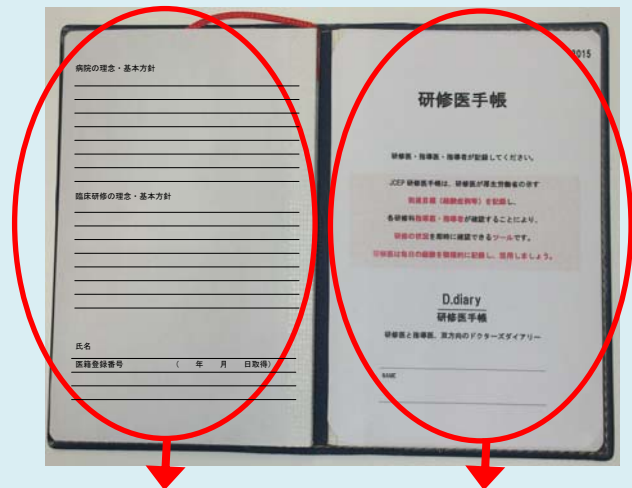 病院の理念・基本方針
臨床研修の理念・基本方針
氏名
医籍登録番号 ( 年 月 日取得)
2015
研修医手帳
研修医・指導医・指導者が記録してください。
JCEP 研修医手帳は、研修医が厚生労働省の示す
到達目標（経験症例等）を記録し、
各研修科指導医・指導者が確認することにより、
研修の状況を即時に確認できるツールです。
研修医は毎日の経験を積極的に記録し、活用しましょう。
D.diary
研修医手帳
研修医と指導医、双方向のドクターズダイアリー
NAME